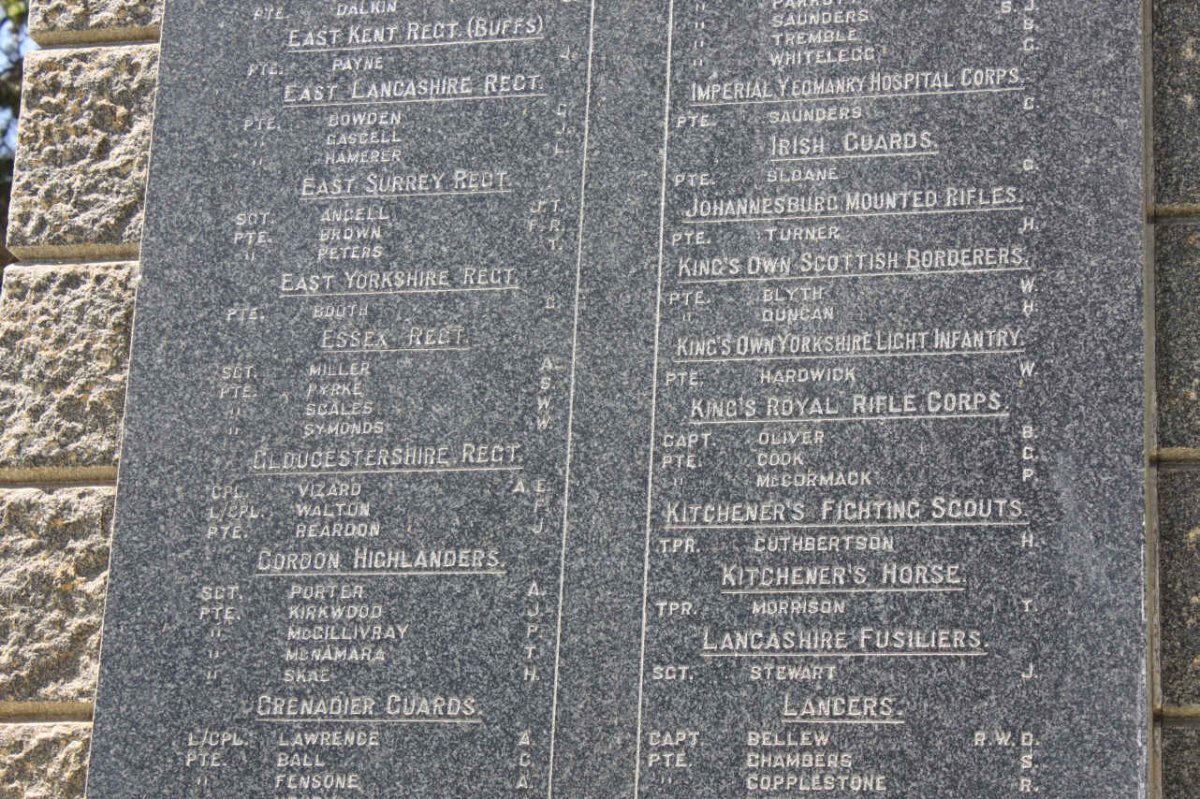 PTE. DALKIN
EAST KENT REGT. (BUFFS)
PTE. PAYNE J.
EAST LANCASHIRE REGT.
PTE. BOWDEN C.
" GASCELL J.
" HAMERER
EAST SURREY REGT.
SGT. ANGELL J.T.
PTE. BROWN F.R.
" PETERS T.
EAST YORKSHIRE REGT.
PTE. BOOTH
ESSEX REGT.
SGT. MILLER A.
PTE. PYRKE S.
" SCALES W.
" SYMONDS W.
GLOUCESTERSHIRE REGT.
CPL. VIZARD A.E.
L/CPL. WALTON F.
PTE. REARDON J.
GORDON HIGHLANDERS.
SGT. PORTER A.
PTE. KIRKWOOD J.
" McGILLIVRAY P.
" McNAMARA T.
" SKAE H.
GRENADIER GUARDS.
L/CPL. LAWRENCE A.
PTE. BALL C.
" FENSONE A.
" S.J.
" SAUNDERS B.
" TREMBLE G.
" WHITELEGG
IMPERIAL YEOMANRY HOSPITAL CORPS.
PTE. SAUNDERS C.
IRISH GUARDS.
PTE. SLOANE G.
JOHANNESBURG MOUNTED RIFLES.
PTE. TURNER H.
KING'S OWN SCOTTISH BORDERERS.
PTE. BLYTH W.
" DUNCAN H.
KING'S OWN YORKSHIRE LIGHT INFANTRY.
PTE. HARDWICK W.
KING'S ROYAL RIFLE CORPS.
CAPT. OLIVER B.
PTE. COOK C.
" McCORMACK P.
KITCHENER'S FIGHTING SCOUTS.
TPR. CUTHBERTSON H.
KITCHENER'S HORSE.
TPR. MORRISON T.
LANCASHIRE FUSILIERS.
SGT. STEWART J.
LANCERS.
CAPT. BELLEW R.W.D.
PTE. CHAMBERS S.
" COPPLESTONE R.